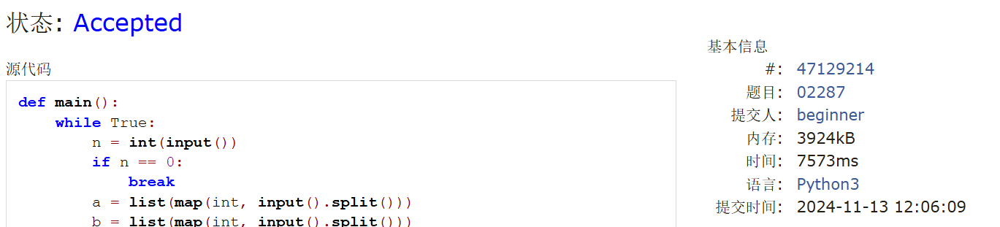 状态: Accepted
源代码
def main():
    while True:
        n = int(input())
        if n == 0:
            break
        a = list(map(int, input().split()))
        b = list(map(int, input().split()))
基本信息
#: 47129214
题目: 02287
提交人: beginner
内存: 3924kB
时间: 7573ms
语言: Python3
提交时间: 2024-11-13 12:06:09